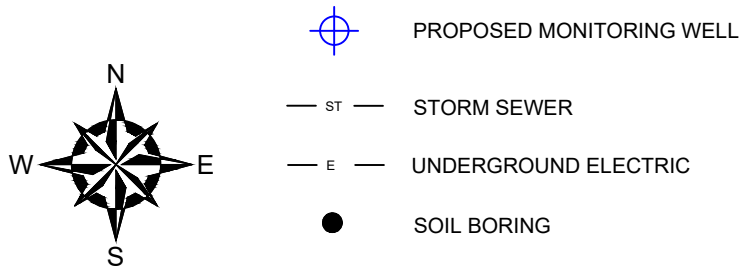 PROPOSED MONITORING WELL
N
ST STORM SEWER
W E
E UNDERGROUND ELECTRIC
SOIL BORING
S